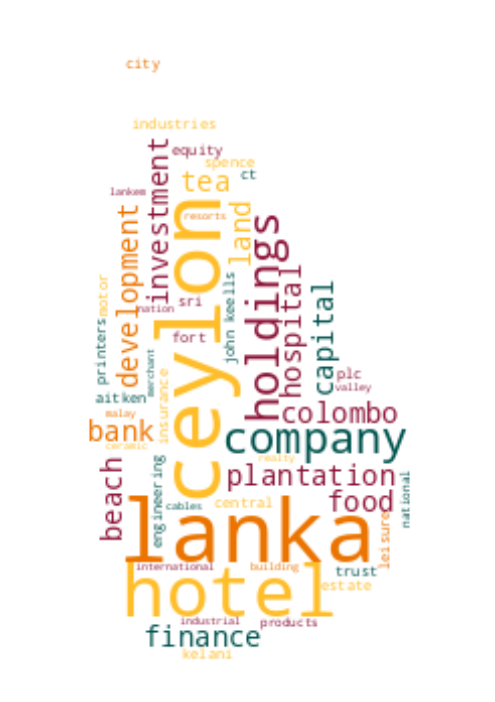 city
industries
equity
spence
ct
tea
investment
lankem
resorts
development
land
ceylon
holdings
hospital
capital
motor
nation
sri
john keells
printers
fort
merchant
plc
valley
aitken
insurance
malay
colombo
bank
company
ceramic
realty
beach
engineering
plantation
national
food
cables
central
lanka
leisure
international
building
trust
hotel
estate
industrial
products
finance
kelani